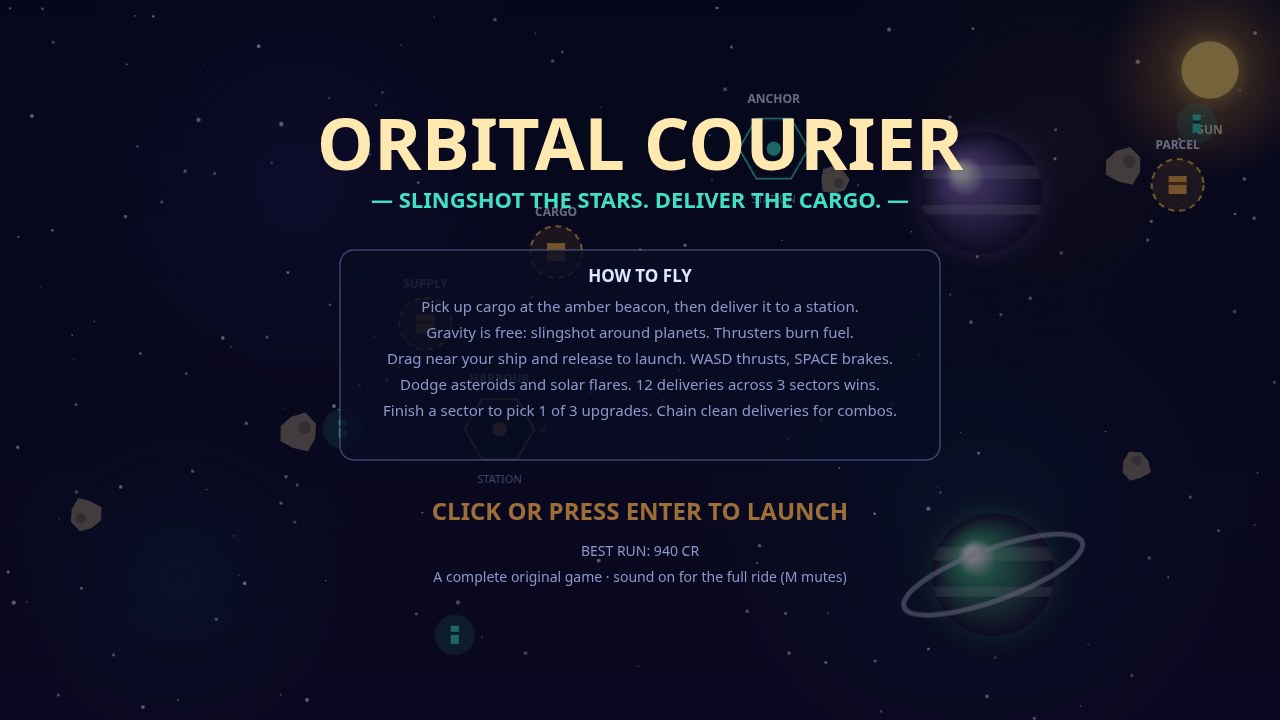 ANCHOR
ORBITAL COURIER
SUN
PARCEL
— SLINGSHOT THE STARS. DELIVER THE CARGO. —
STATION
CARGO
HOW TO FLY
SUPPLY
Pick up cargo at the amber beacon, then deliver it to a station.
Gravity is free: slingshot around planets. Thrusters burn fuel.
Drag near your ship and release to launch. WASD thrusts, SPACE brakes.
HARBOUR
Dodge asteroids and solar flares. 12 deliveries across 3 sectors wins.
Finish a sector to pick 1 of 3 upgrades. Chain clean deliveries for combos.
STATION
CLICK OR PRESS ENTER TO LAUNCH
BEST RUN: 940 CR
A complete original game · sound on for the full ride (M mutes)